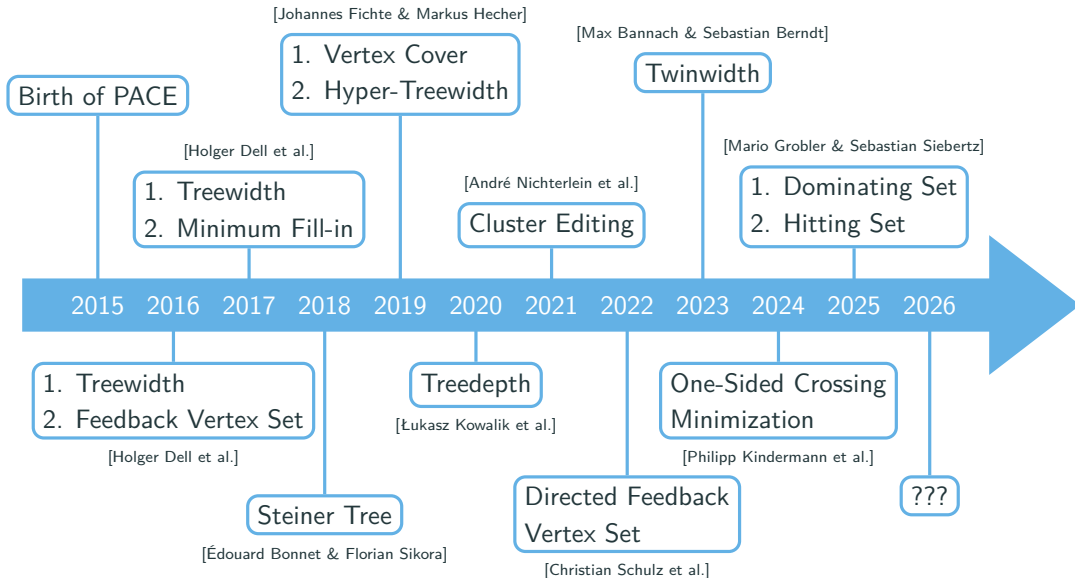 [Johannes Fichte & Markus Hecher]
1. Vertex Cover
2. Hyper-Treewidth
[Max Bannach & Sebastian Berndt]
Twinwidth
Birth of PACE
[Holger Dell et al.]
1. Treewidth
2. Minimum Fill-in
[André Nichterlein et al.]
Cluster Editing
[Mario Grobler & Sebastian Siebertz]
1. Dominating Set
2. Hitting Set
2015 2016 2017 2018 2019 2020 2021 2022 2023 2024 2025 2026
1. Treewidth
2. Feedback Vertex Set
[Holger Dell et al.]
Steiner Tree
[Édouard Bonnet & Florian Sikora]
Treedepth
[Łukasz Kowalik et al.]
Directed Feedback
Vertex Set
[Christian Schulz et al.]
One-Sided Crossing
Minimization
[Philipp Kindermann et al.]
???